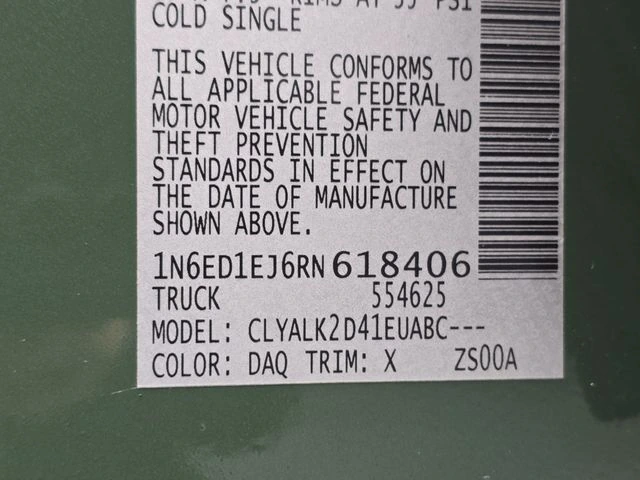 COLD SINGLE
THIS VEHICLE CONFORMS TO
ALL APPLICABLE FEDERAL
MOTOR VEHICLE SAFETY AND
THEFT PREVENTION
STANDARDS IN EFFECT ON
THE DATE OF MANUFACTURE
SHOWN ABOVE.
1N6ED1EJ6RN618406
TRUCK 554625
MODEL: CLYALK2D41EUABC---
COLOR: DAQ TRIM: X ZS00A